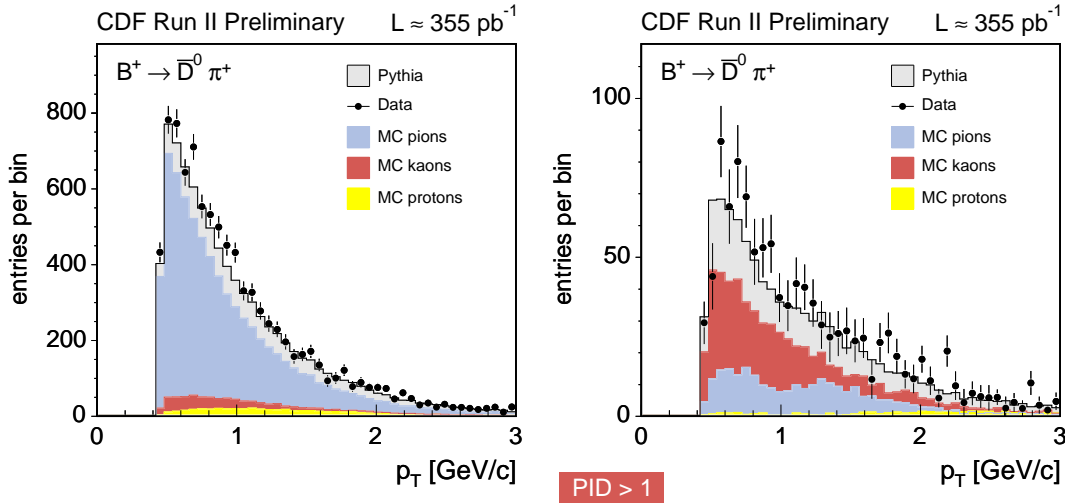 CDF Run II Preliminary L ≈ 355 pb⁻¹
B⁺ → D̅⁰ π⁺
Pythia
Data
MC pions
MC kaons
MC protons
entries per bin
800
600
400
200
0
0 1 2 3
p_T [GeV/c]
CDF Run II Preliminary L ≈ 355 pb⁻¹
B⁺ → D̅⁰ π⁺
Pythia
Data
MC pions
MC kaons
MC protons
entries per bin
100
50
0
0 1 2 3
p_T [GeV/c]
PID > 1